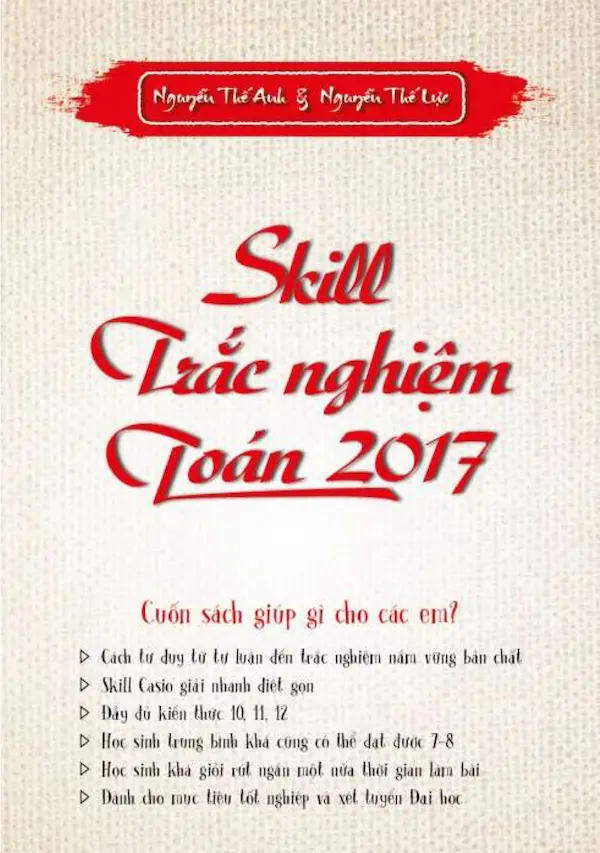 Nguyễn Thế Anh & Nguyễn Thế Lực
Skill
Trắc nghiệm
Toán 2017
Cuốn sách giúp gì cho các em?
▷ Cách tư duy từ tự luận đến trắc nghiệm nắm vững bản chất
▷ Skill Casio giải nhanh diệt gọn
▷ Đầy đủ kiến thức 10, 11, 12
▷ Học sinh trung bình khá cũng có thể đạt được 7-8
▷ Học sinh khá giỏi rút ngắn một nửa thời gian làm bài
▷ Dành cho mục tiêu tốt nghiệp và xét tuyển Đại học